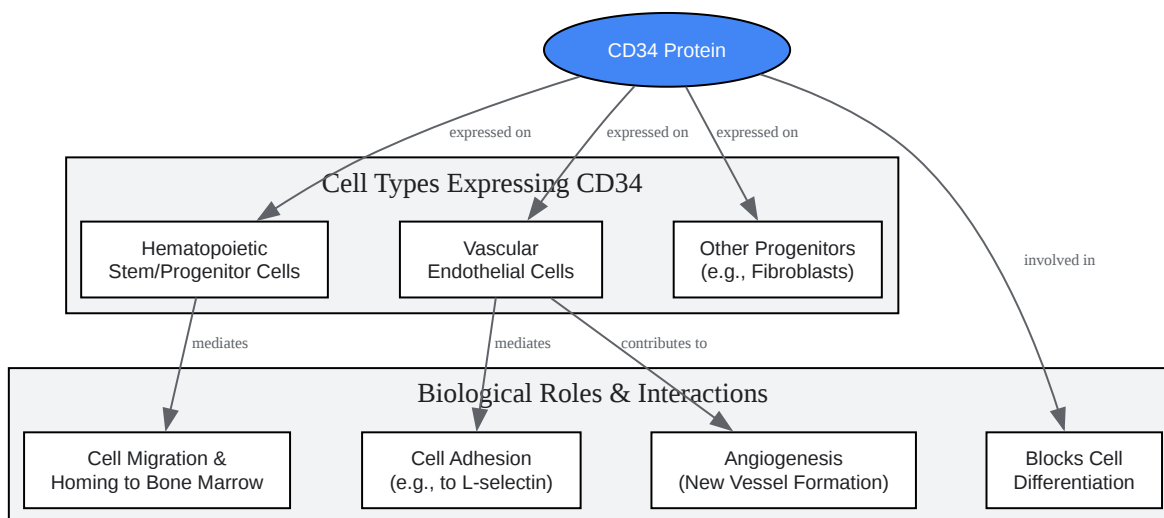 CD34 Protein
expressed on
expressed on
expressed on
Cell Types Expressing CD34
Hematopoietic
Stem/Progenitor Cells
Vascular
Endothelial Cells
Other Progenitors
(e.g., Fibroblasts)
involved in
mediates
mediates
contributes to
Biological Roles & Interactions
Cell Migration &
Homing to Bone Marrow
Cell Adhesion
(e.g., to L-selectin)
Angiogenesis
(New Vessel Formation)
Blocks Cell
Differentiation